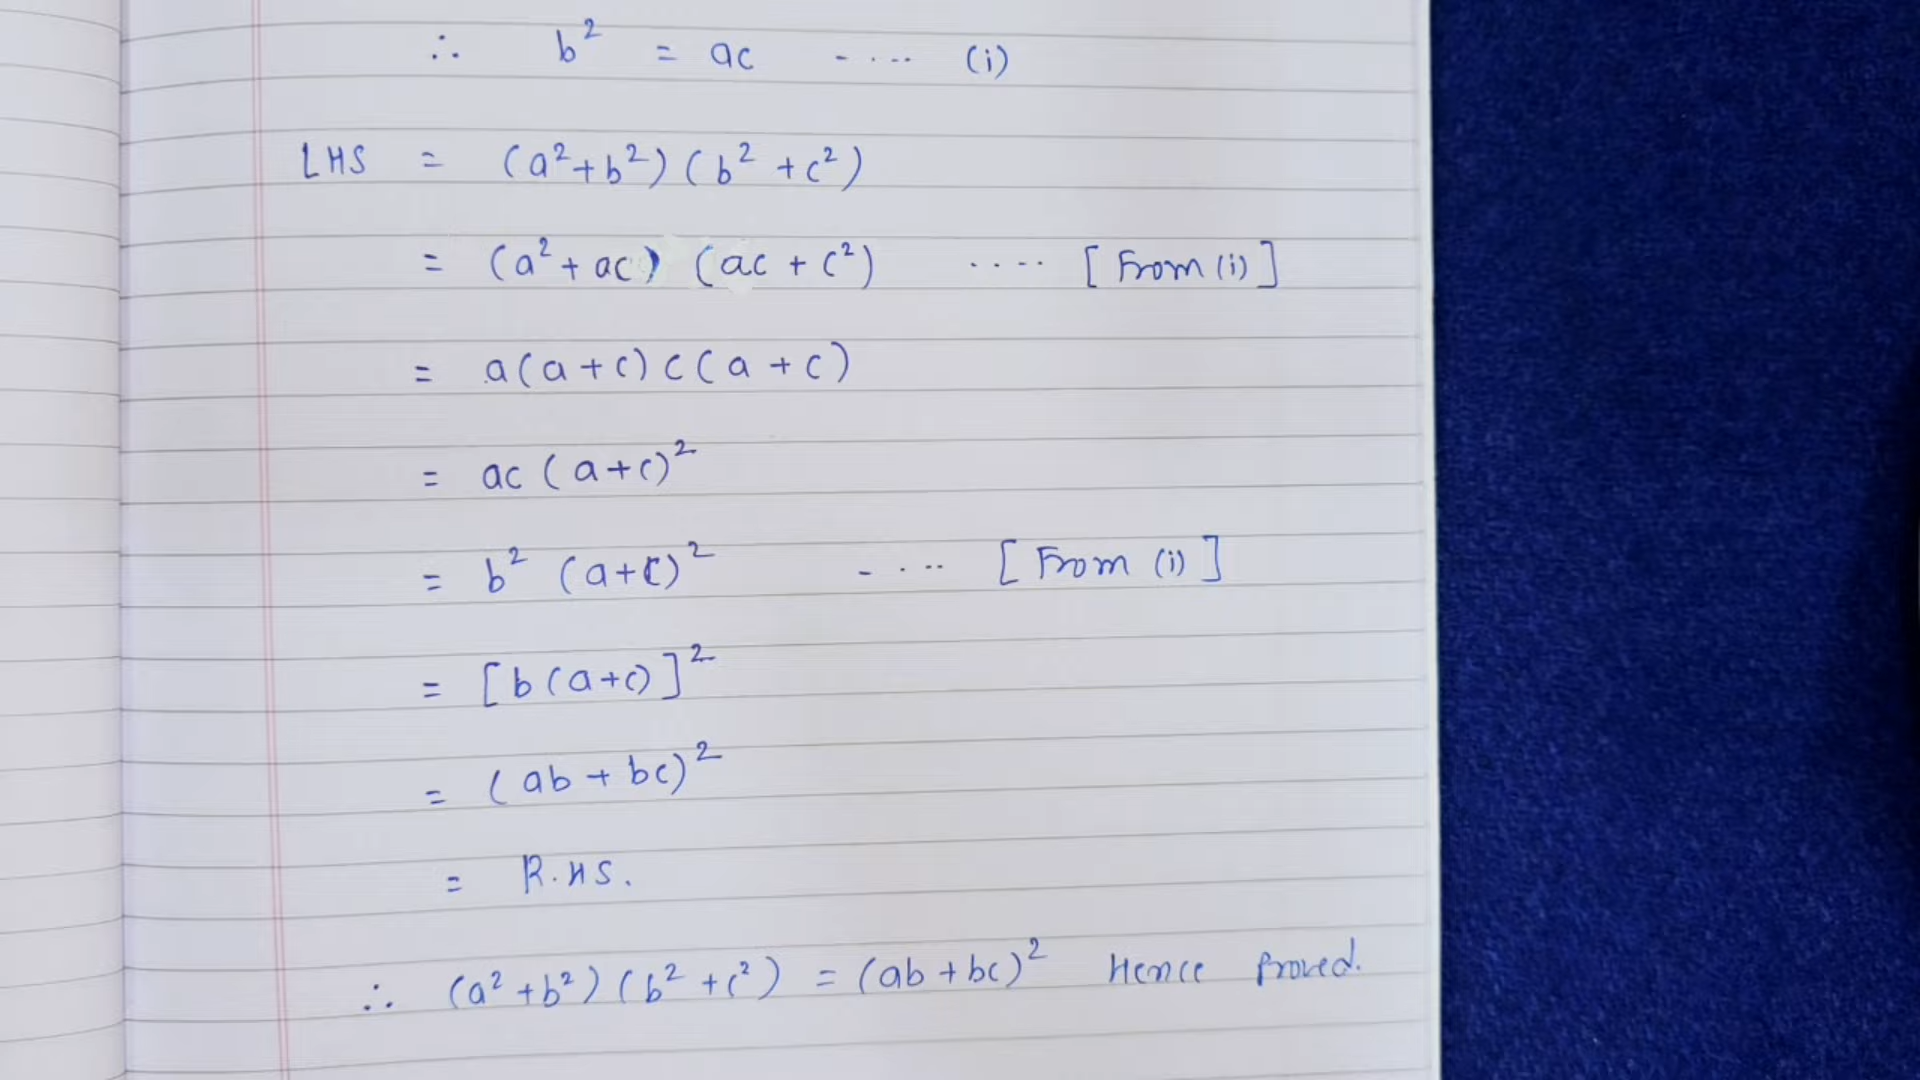 ∴ b² = ac ..... (i)
LHS = (a²+b²) (b² + c²)
= (a² + ac) (ac + c²) .... [From (i)]
= a(a+c) c(a+c)
= ac (a+c)²
= b² (a+c)² .... [From (i)]
= [b(a+c)]²
= (ab + bc)²
= R.HS.
∴ (a² + b²) (b² + c²) = (ab + bc)² Hence Proved.